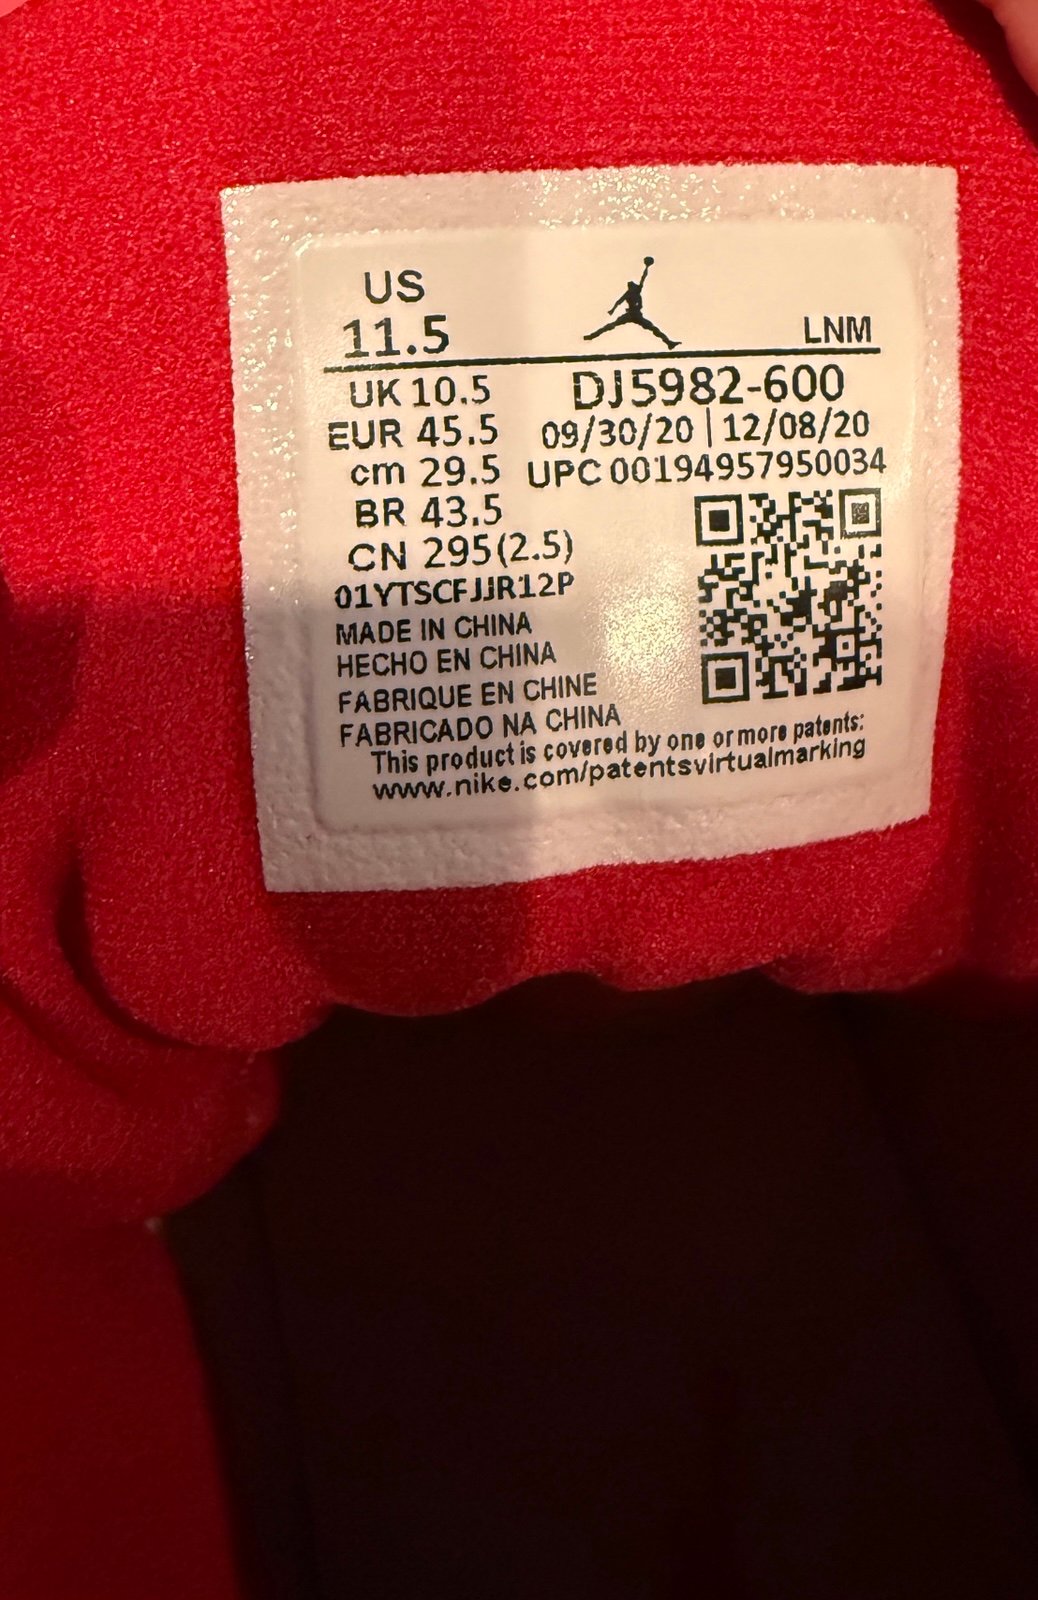 US
11.5
LNM
UK 10.5
DJ5982-600
EUR 45.5
09/30/20 | 12/08/20
cm 29.5
UPC 00194957950034
BR 43.5
CN 295(2.5)
01YTSCFJJR12P
MADE IN CHINA
HECHO EN CHINA
FABRIQUE EN CHINE
FABRICADO NA CHINA
This product is covered by one or more patents:
www.nike.com/patentsvirtualmarking